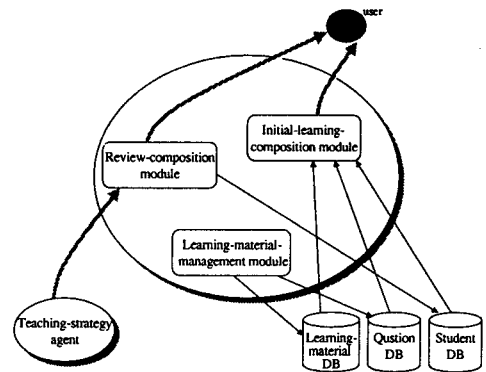 user
Initial-learning-
composition module
Review-composition
module
Learning-material-
management module
Teaching-strategy
agent
Learning-
material
DB
Qustion
DB
Student
DB